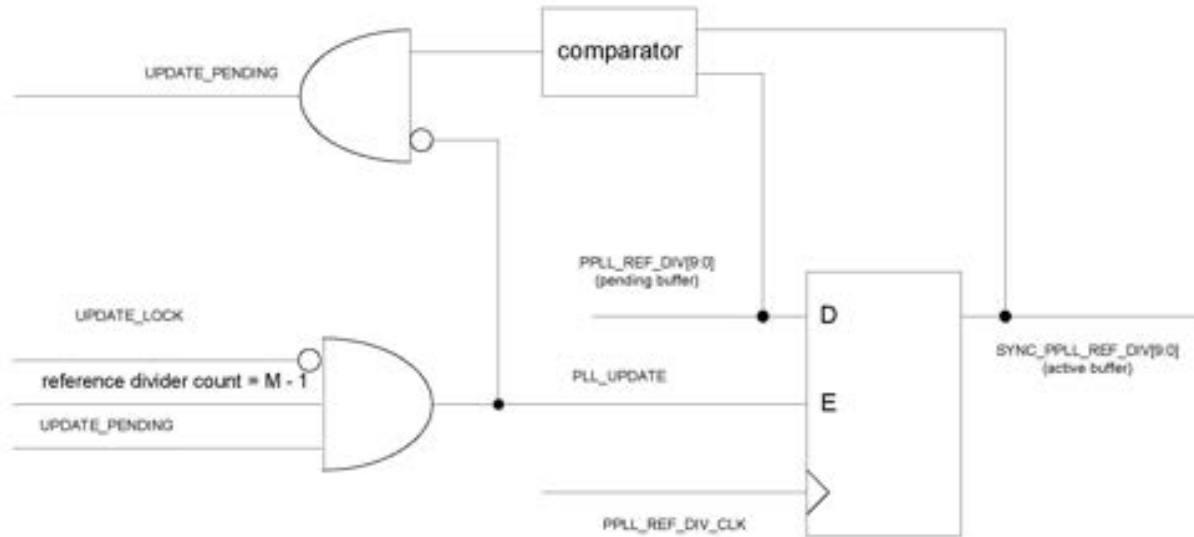 comparator
UPDATE_PENDING
PPLL_REF_DIV[9:0]
(pending buffer)
UPDATE_LOCK
D
SYNC_PPLL_REF_DIV[9:0]
(active buffer)
reference divider count = M - 1
PLL_UPDATE
E
UPDATE_PENDING
PPLL_REF_DIV_CLK